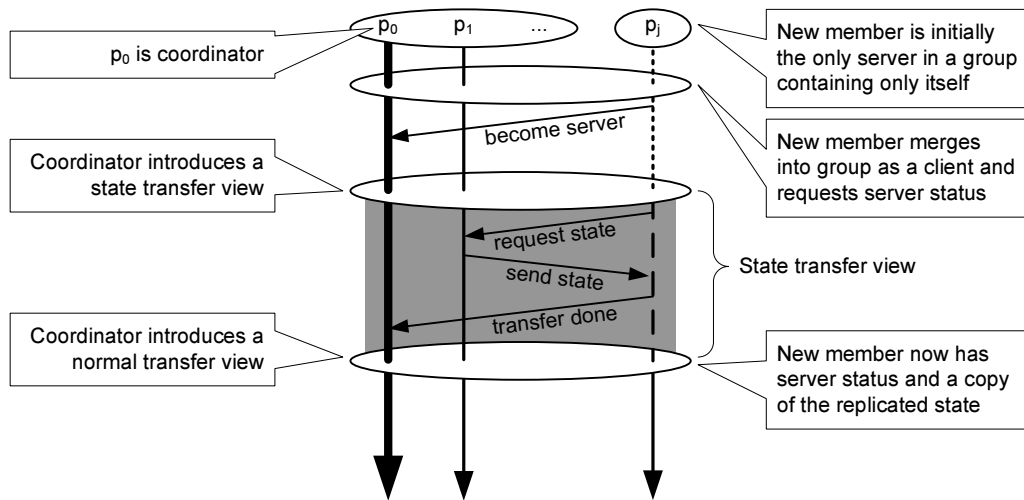 p0 p1 ... pj
p0 is coordinator
New member is initially
the only server in a group
containing only itself
become server
New member merges
into group as a client and
requests server status
Coordinator introduces a
state transfer view
request state
send state
transfer done
State transfer view
Coordinator introduces a
normal transfer view
New member now has
server status and a copy
of the replicated state